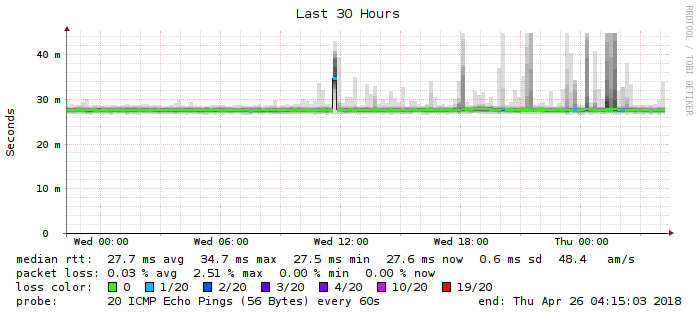 Last 30 Hours
RRDTOOL / TOBI OETIKER
Seconds
40 m
30 m
20 m
10 m
0
Wed 00:00 Wed 06:00 Wed 12:00 Wed 18:00 Thu 00:00
median rtt: 27.7 ms avg 34.7 ms max 27.5 ms min 27.6 ms now 0.6 ms sd 48.4 am/s
packet loss: 0.03 % avg 2.51 % max 0.00 % min 0.00 % now
loss color: 0 1/20 2/20 3/20 4/20 10/20 19/20
probe: 20 ICMP Echo Pings (56 Bytes) every 60s end: Thu Apr 26 04:15:03 2018